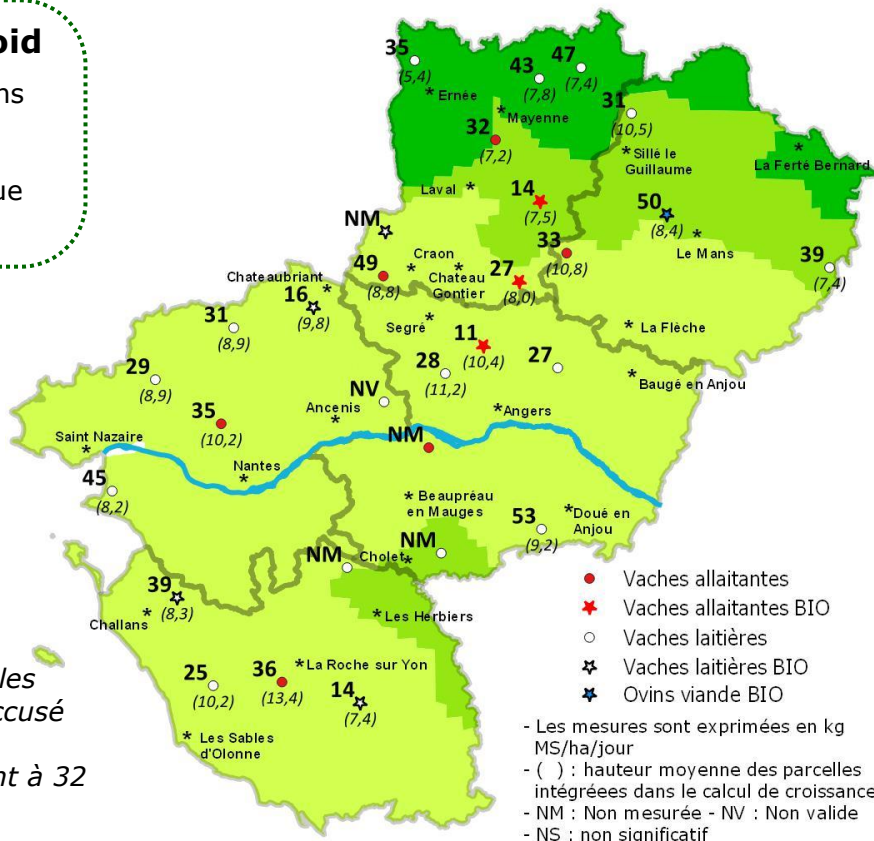 oid
ns
ue
35
(5,4)
43
(7,8)
47
(7,4)
* Ernée
* Mayenne
31
(10,5)
32
(7,2)
* Sillé le
Guillaume
*
La Ferté Bernard
Laval *
14
(7,5)
50
(8,4)
NM
33
(10,8)
*
Le Mans
39
(7,4)
49
(8,8)
Craon
*
*
Chateau
Gontier
27
(8,0)
Chateaubriant
*
16
(9,8)
Segré *
* La Flèche
31
(8,9)
11
(10,4)
28
(11,2)
27
*
Baugé en Anjou
29
(8,9)
NV
35
(10,2)
Ancenis
*
*Angers
NM
Saint Nazaire
*
Nantes
*
45
(8,2)
* Beaupréau
en Mauges
53
(9,2)
*Doué en
Anjou
NM
Cholet*
NM
39
(8,3)
Challans
*
* Les Herbiers
25
(10,2)
36
(13,4)
*La Roche sur Yon
14
(7,4)
* Les Sables
d'Olonne
les
ccusé
nt à 32
Vaches allaitantes
Vaches allaitantes BIO
Vaches laitières
Vaches laitières BIO
Ovins viande BIO
- Les mesures sont exprimées en kg
MS/ha/jour
- ( ) : hauteur moyenne des parcelles
intégréees dans le calcul de croissance
- NM : Non mesurée - NV : Non valide
- NS : non significatif